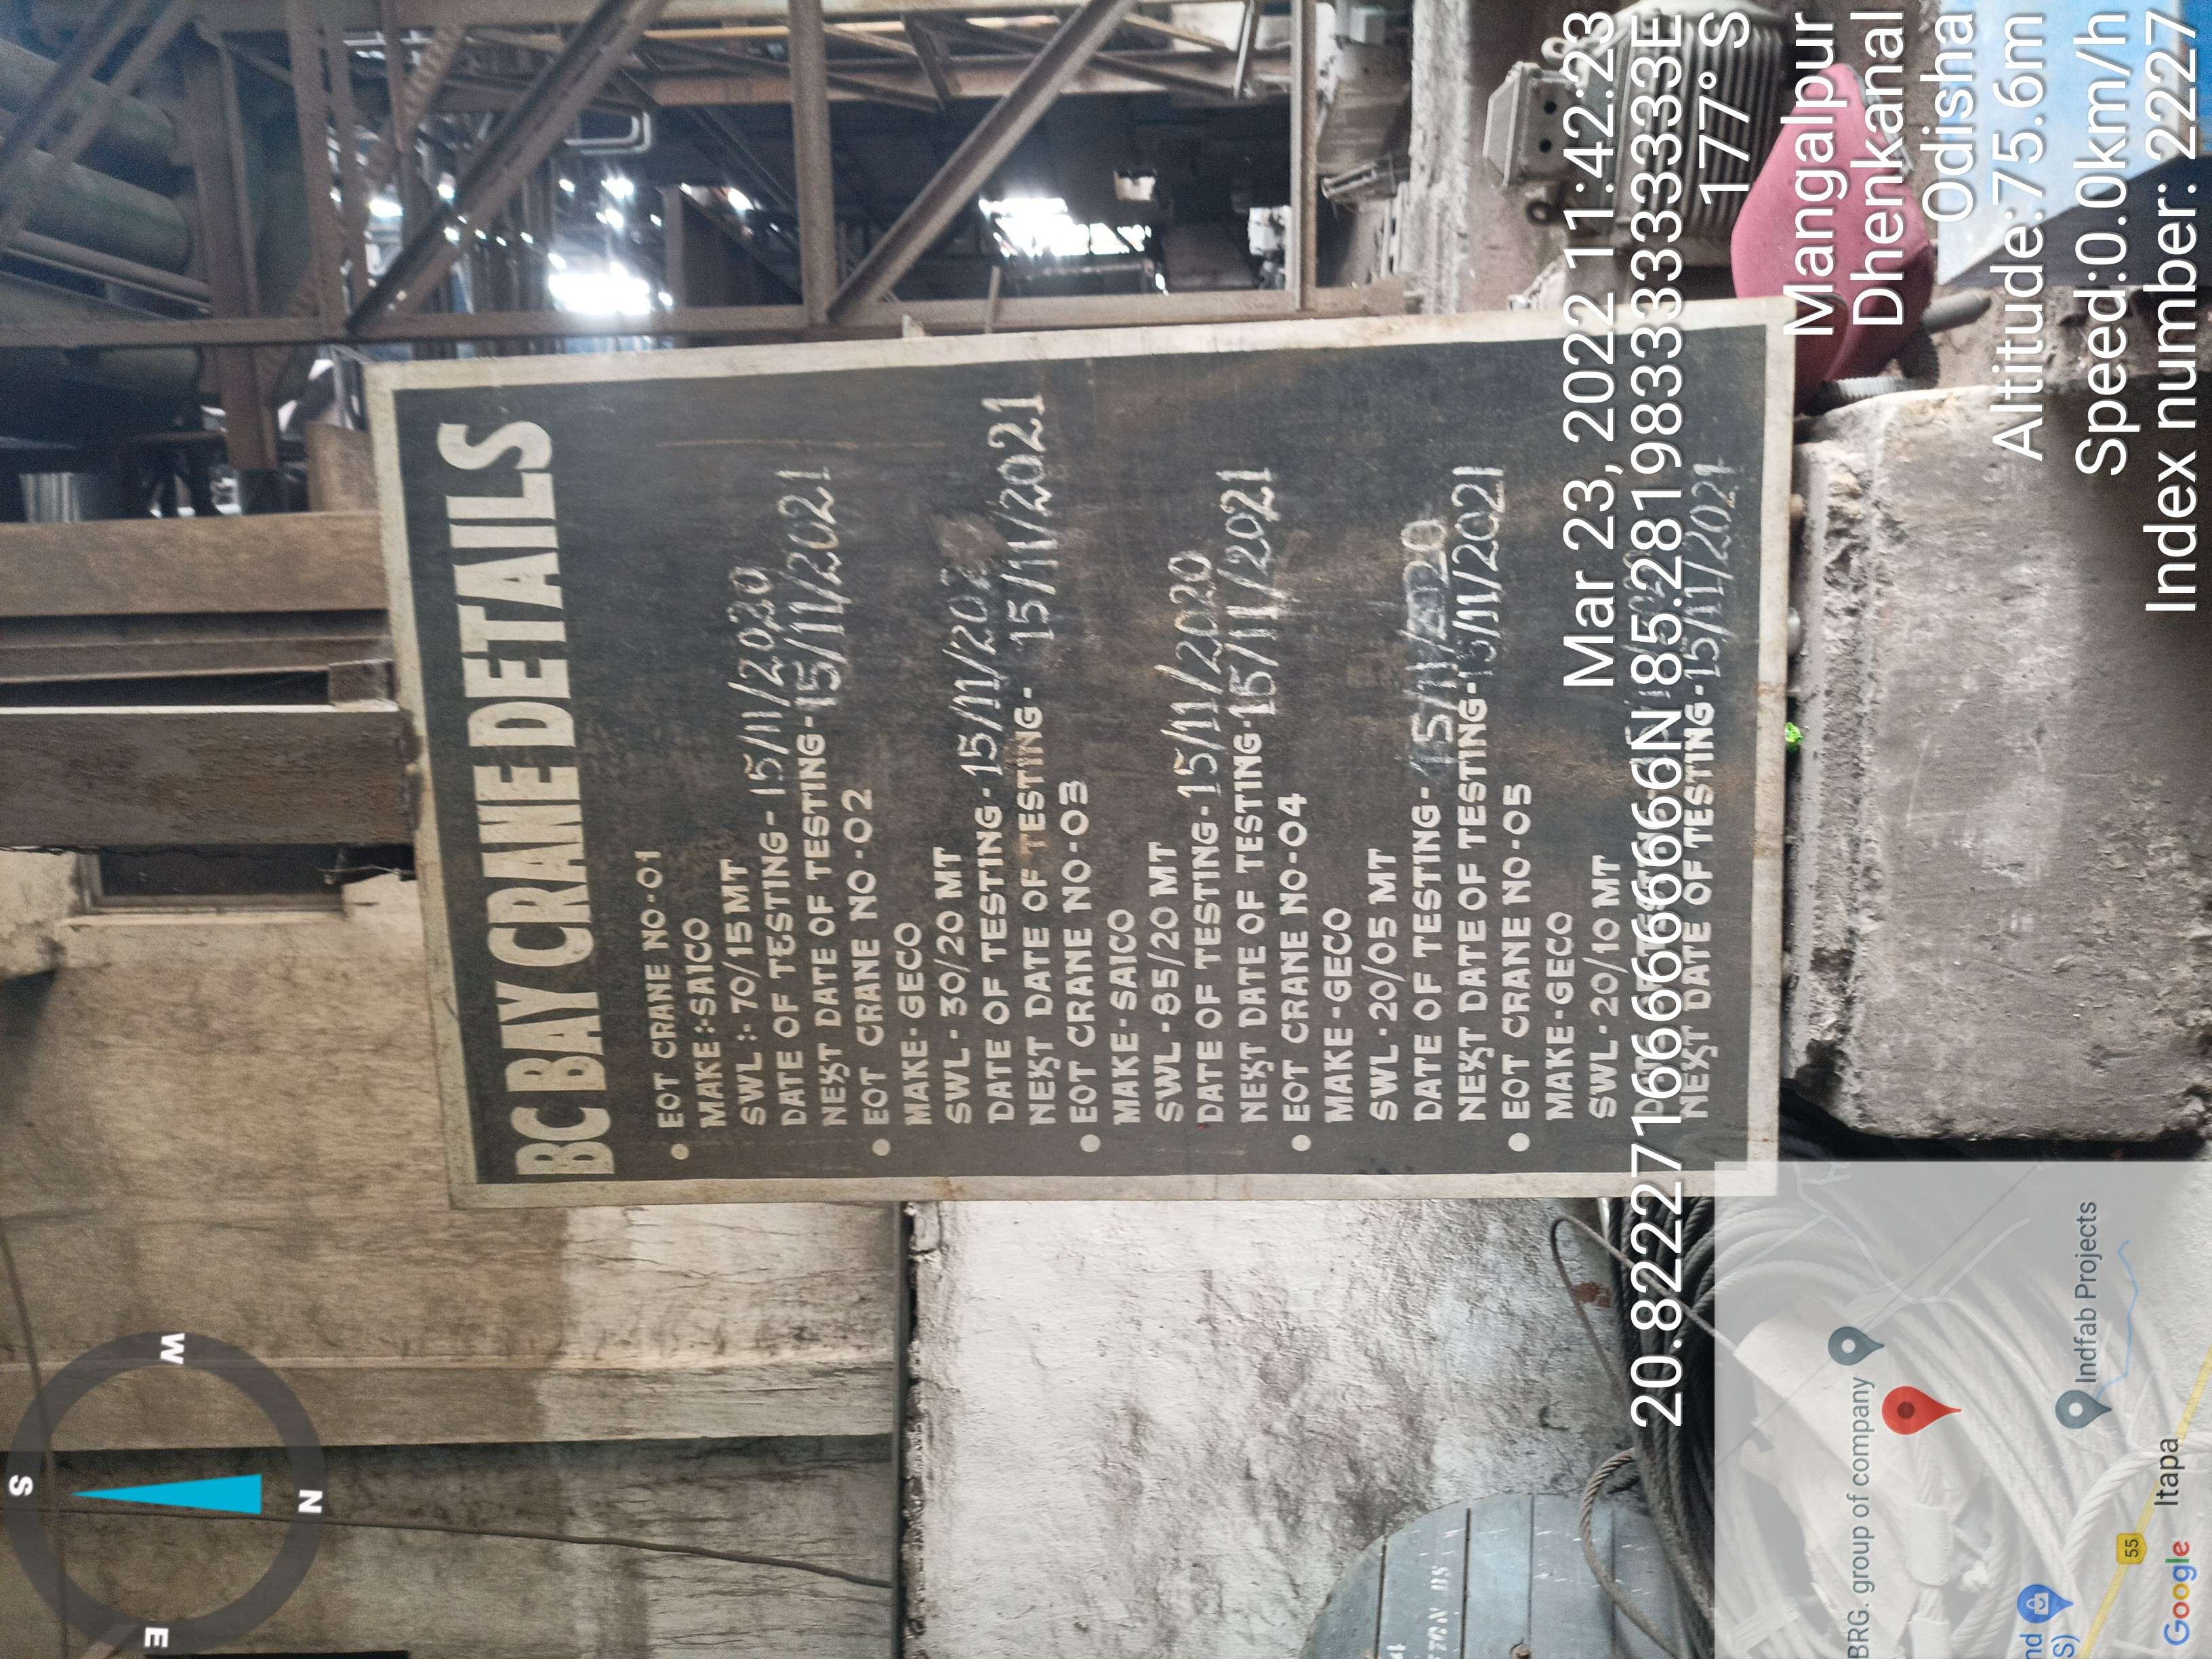 BC BAY CRANE DETAILS
• EOT CRANE NO-01
MAKE:-SAICO
SWL:-70/15 MT
DATE OF TESTING-15/11/2020
NEXT DATE OF TESTING-15/11/2021
• EOT CRANE NO-02
MAKE-GECO
SWL-30/20 MT
DATE OF TESTING-15/11/202
NEXT DATE OF TESTING-15/11/2021
• EOT CRANE NO-03
MAKE-SAICO
SWL-85/20 MT
DATE OF TESTING-15/11/2020
NEXT DATE OF TESTING-15/11/2021
• EOT CRANE NO-04
MAKE-GECO
SWL-20/05 MT
DATE OF TESTING-15/11/2020
NEXT DATE OF TESTING-15/11/2021
• EOT CRANE NO-05
MAKE-GECO
SWL-20/10 MT
NEXT DATE OF TESTING-15/11/2021
Mar 23, 2022 11:42:23
20.822271666666666N 85.28198333333333E
177° S
Mangalpur
Dhenkanal
Odisha
Altitude:75.6m
Speed:0.0km/h
Index number: 22227
S
W
N
E
BRG. group of company
Indfab Projects
Itapa
55
nd
S)
Google